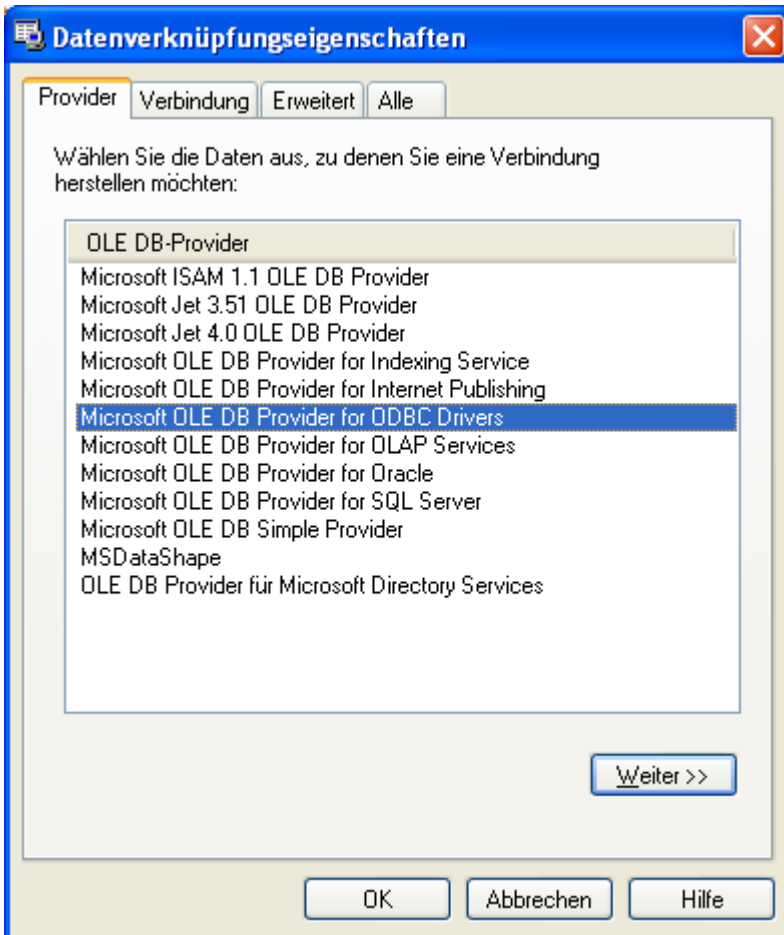 Datenverknüpfungseigenschaften
Provider Verbindung Erweitert Alle
Wählen Sie die Daten aus, zu denen Sie eine Verbindung
herstellen möchten:
OLE DB-Provider
Microsoft ISAM 1.1 OLE DB Provider
Microsoft Jet 3.51 OLE DB Provider
Microsoft Jet 4.0 OLE DB Provider
Microsoft OLE DB Provider for Indexing Service
Microsoft OLE DB Provider for Internet Publishing
Microsoft OLE DB Provider for ODBC Drivers
Microsoft OLE DB Provider for OLAP Services
Microsoft OLE DB Provider for Oracle
Microsoft OLE DB Provider for SQL Server
Microsoft OLE DB Simple Provider
MSDataShape
OLE DB Provider für Microsoft Directory Services
Weiter >>
OK Abbrechen Hilfe